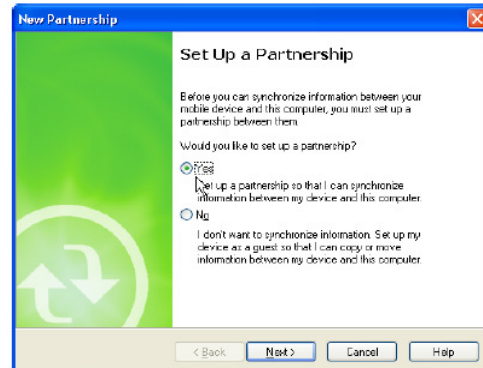 New Partnership
Set Up a Partnership
Before you can synchronize information between your
mobile device and this computer, you must set up a
partnership between them.
Would you like to set up a partnership?
Yes
Set up a partnership so that I can synchronize
information between my device and this computer.
No
I don't want to synchronize information. Set up my
device as a guest so that I can copy or move
information between my device and this computer.
< Back Next > Cancel Help